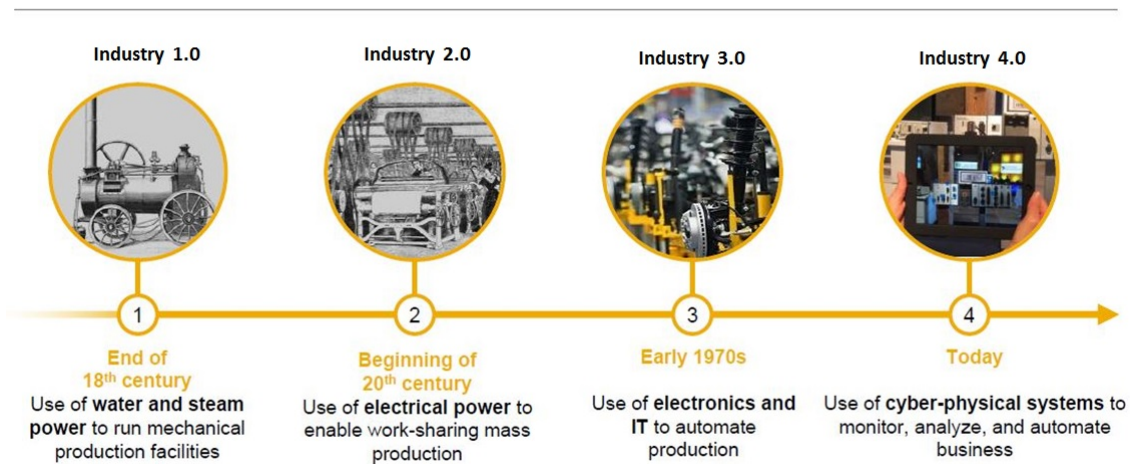 Industry 1.0
Industry 2.0
Industry 3.0
Industry 4.0
1
2
3
4
End of
18th century
Use of water and steam
power to run mechanical
production facilities
Beginning of
20th century
Use of electrical power to
enable work-sharing mass
production
Early 1970s
Use of electronics and
IT to automate
production
Today
Use of cyber-physical systems to
monitor, analyze, and automate
business